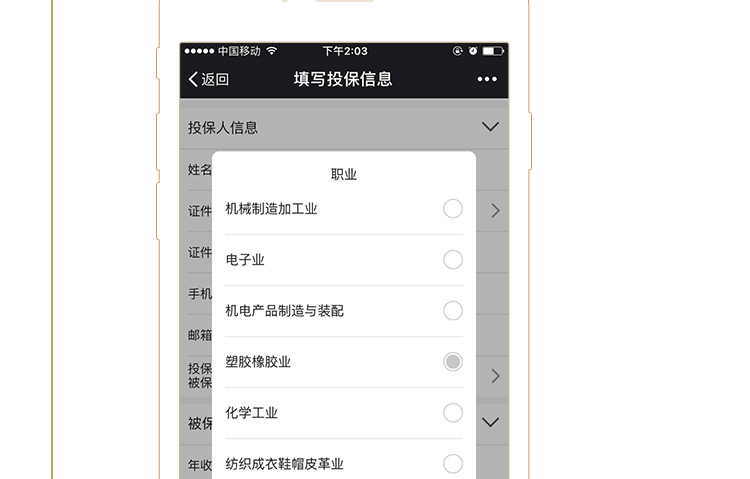 中国移动 下午2:03
返回 填写投保信息
投保人信息
姓名
职业
机械制造加工业
证件
电子业
证件
机电产品制造与装配
手机
邮箱
塑胶橡胶业
投保
被保
化学工业
被保
纺织成衣鞋帽皮革业
年收